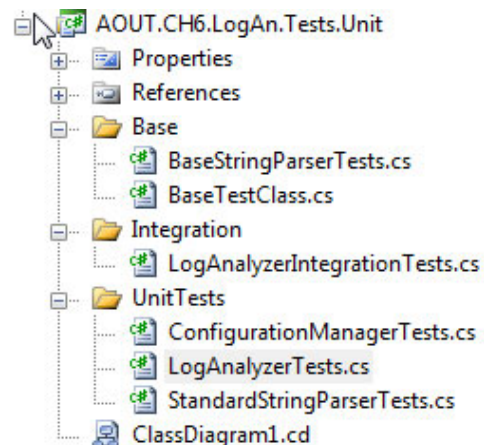 AOUT.CH6.LogAn.Tests.Unit
Properties
References
Base
BaseStringParserTests.cs
BaseTestClass.cs
Integration
LogAnalyzerIntegrationTests.cs
UnitTests
ConfigurationManagerTests.cs
LogAnalyzerTests.cs
StandardStringParserTests.cs
ClassDiagram1.cd